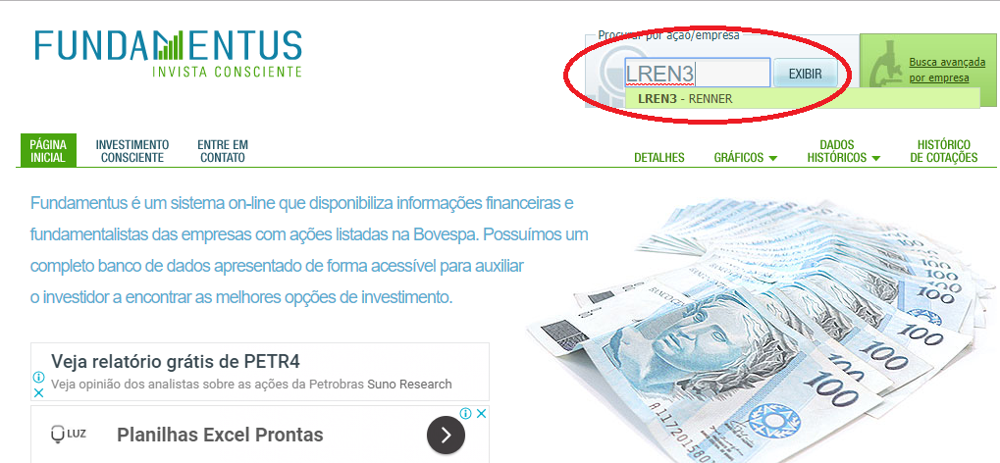 FUNDAMENTUS
INVISTA CONSCIENTE
Procurar por ação/empresa
LREN3
EXIBIR
LREN3 - RENNER
Busca avançada
por empresa
PÁGINA
INICIAL
INVESTIMENTO
CONSCIENTE
ENTRE EM
CONTATO
DETALHES
GRÁFICOS
DADOS
HISTÓRICOS
HISTÓRICO
DE COTAÇÕES
Fundamentus é um sistema on-line que disponibiliza informações financeiras e
fundamentalistas das empresas com ações listadas na Bovespa. Possuímos um
completo banco de dados apresentado de forma acessível para auxiliar
o investidor a encontrar as melhores opções de investimento.
Veja relatório grátis de PETR4
Veja opinião dos analistas sobre as ações da Petrobras Suno Research
LUZ
Planilhas Excel Prontas
100
100
100
100
100
100
A1172015801